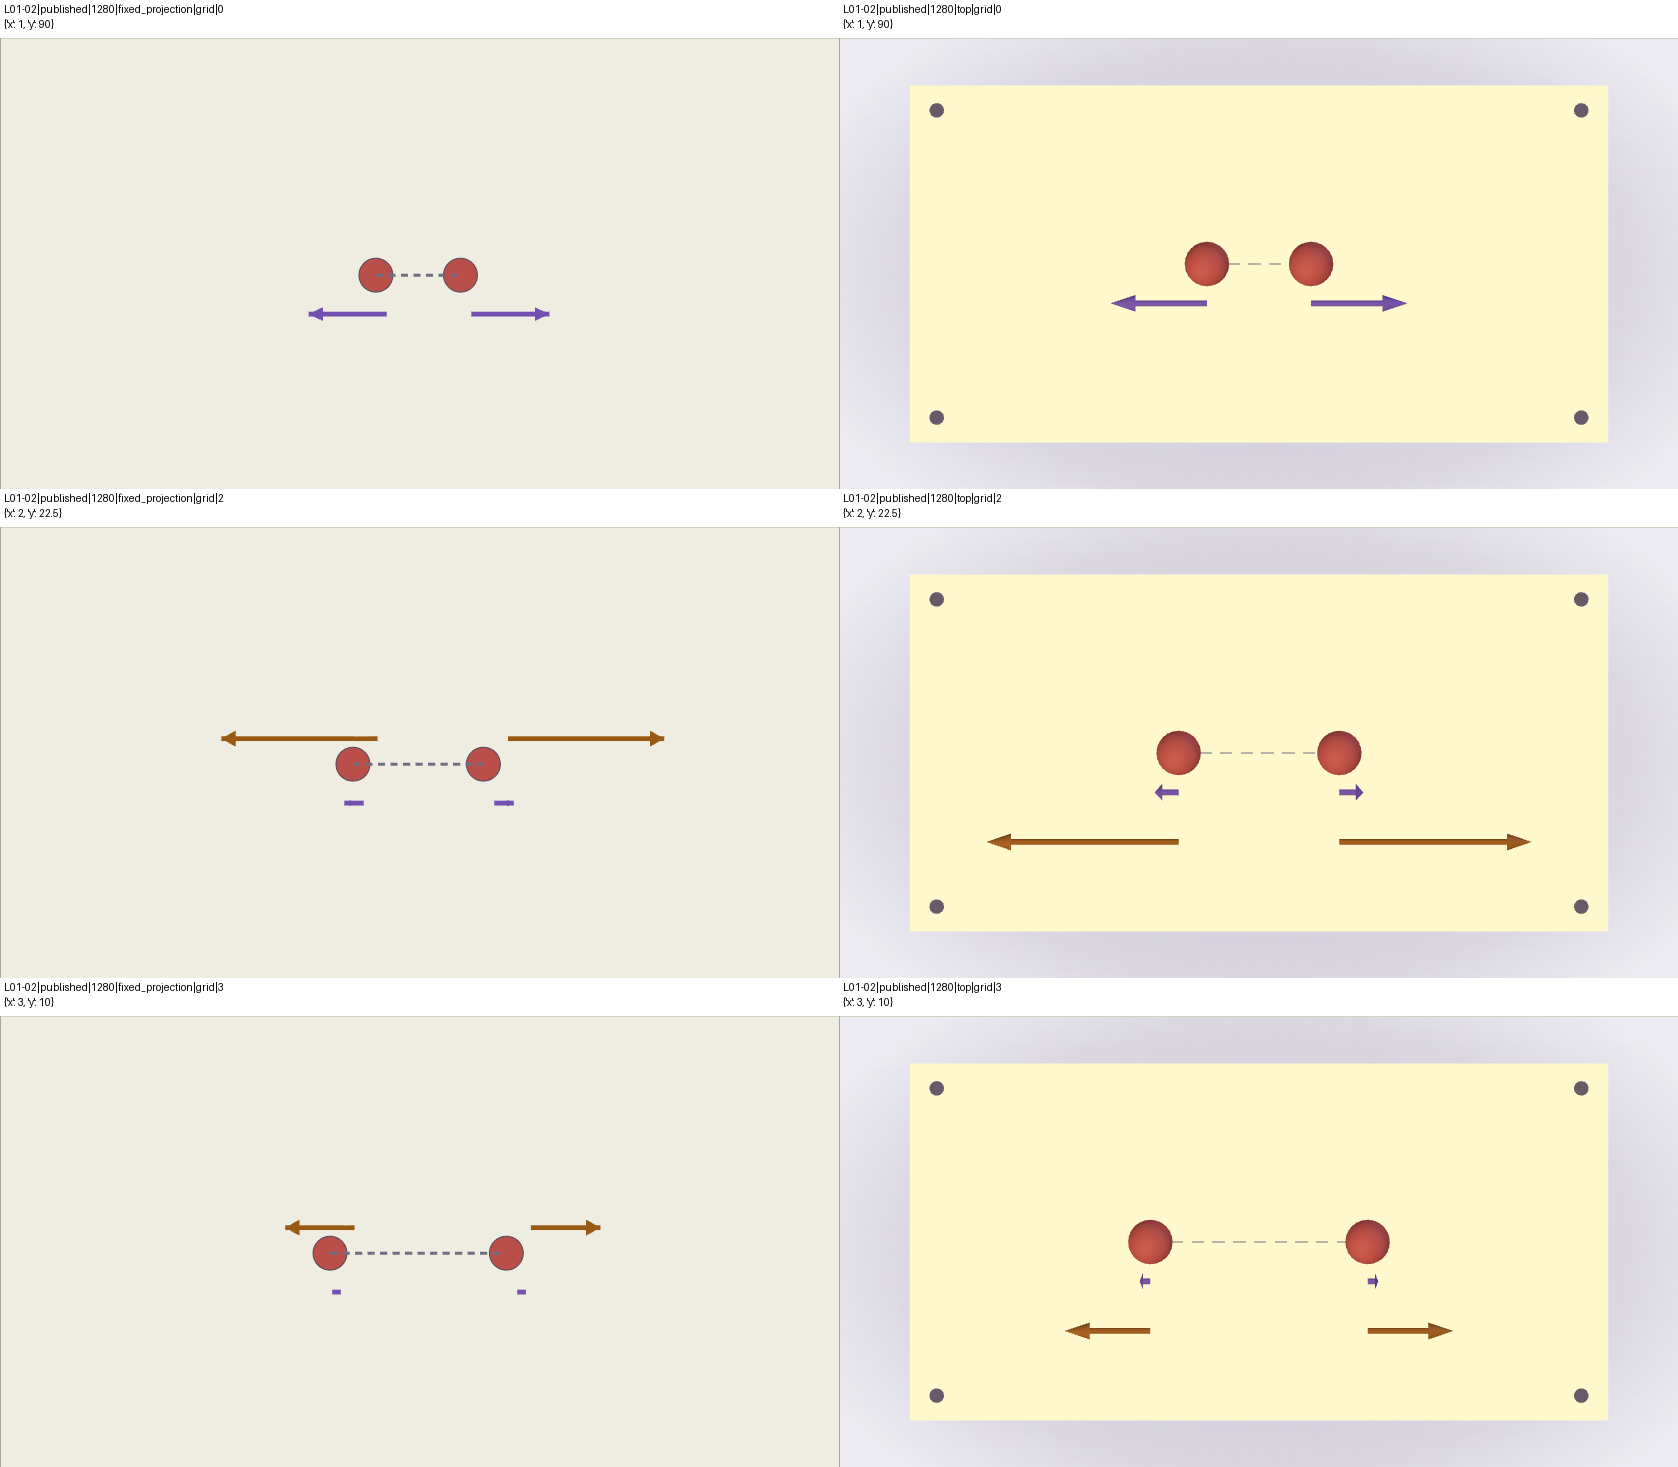 L01-02|published|1280|fixed_projection|grid|0
{'x': 1, 'y': 90}
L01-02|published|1280|top|grid|0
{'x': 1, 'y': 90}
L01-02|published|1280|fixed_projection|grid|2
{'x': 2, 'y': 22.5}
L01-02|published|1280|top|grid|2
{'x': 2, 'y': 22.5}
L01-02|published|1280|fixed_projection|grid|3
{'x': 3, 'y': 10}
L01-02|published|1280|top|grid|3
{'x': 3, 'y': 10}